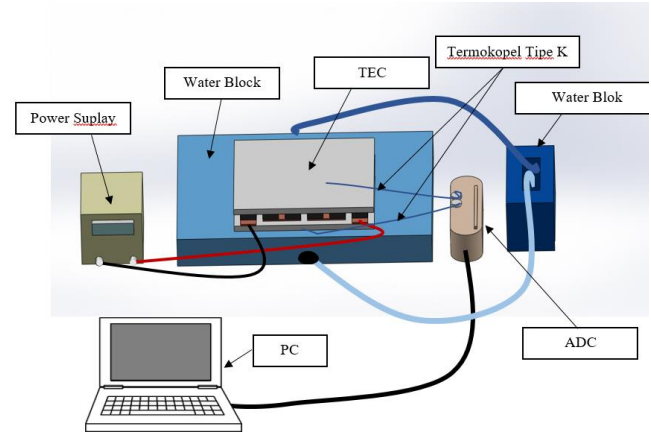 Termokopel Tipe K
TEC
Water Block
Water Blok
Power Suplay
PC
ADC